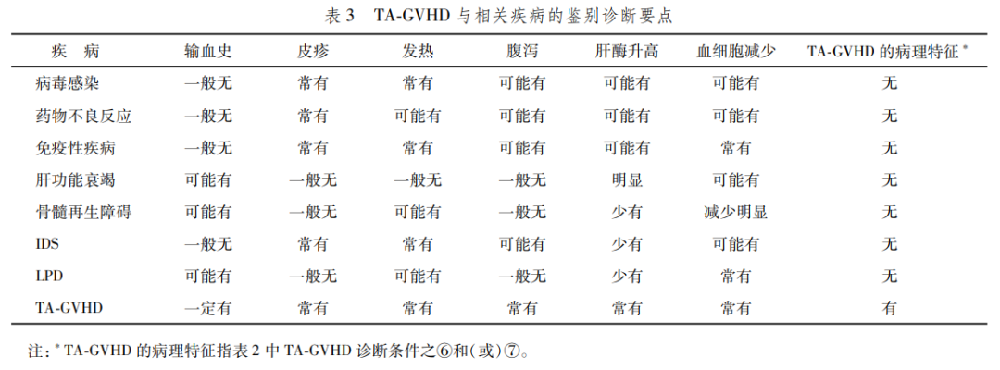 表 3 TA-GVHD 与相关疾病的鉴别诊断要点
疾 病 输血史 皮疹 发热 腹泻 肝酶升高 血细胞减少 TA-GVHD 的病理特征*
病毒感染 一般无 常有 常有 可能有 可能有 可能有 无
药物不良反应 一般无 常有 可能有 可能有 可能有 可能有 无
免疫性疾病 一般无 常有 常有 可能有 可能有 常有 无
肝功能衰竭 可能有 一般无 一般无 一般无 明显 可能有 无
骨髓再生障碍 可能有 一般无 可能有 一般无 少有 减少明显 无
IDS 一般无 常有 常有 可能有 少有 可能有 无
LPD 可能有 一般无 可能有 一般无 少有 常有 无
TA-GVHD 一定有 常有 常有 常有 常有 常有 有
注:* TA-GVHD 的病理特征指表 2 中 TA-GVHD 诊断条件之⑥和(或)⑦。